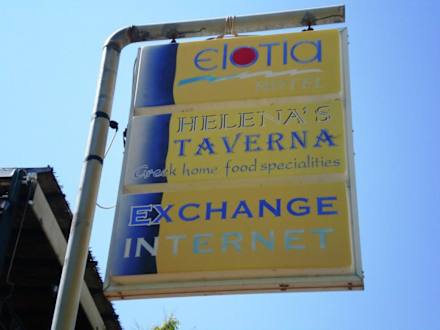 elotia
HOTEL
HELENA'S
TAVERNA
Greek home food specialities
EXCHANGE
INTERNET